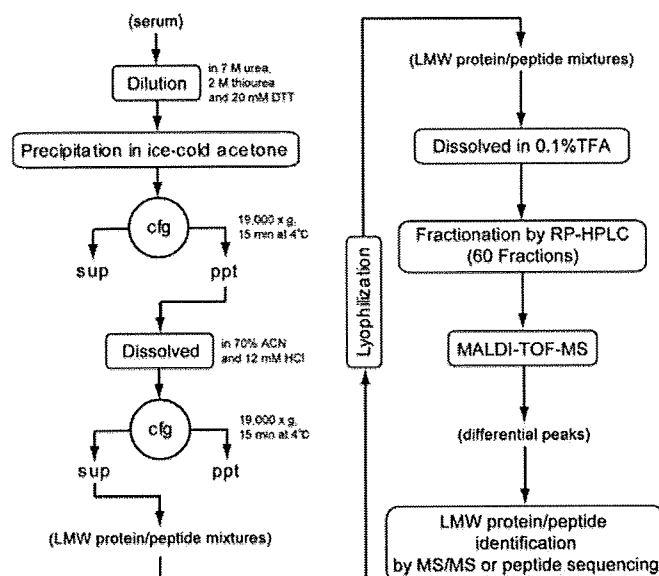 (serum)
Dilution
in 7 M urea,
2 M thiourea
and 20 mM DTT
Precipitation in ice-cold acetone
cfg
19,000 x g,
15 min at 4℃
sup
ppt
Dissolved
in 70% ACN
and 12 mM HCl
cfg
19,000 x g,
15 min at 4℃
sup
ppt
(LMW protein/peptide mixtures)
Lyophilization
(LMW protein/peptide mixtures)
Dissolved in 0.1%TFA
Fractionation by RP-HPLC
(60 Fractions)
MALDI-TOF-MS
(differential peaks)
LMW protein/peptide
identification
by MS/MS or peptide sequencing